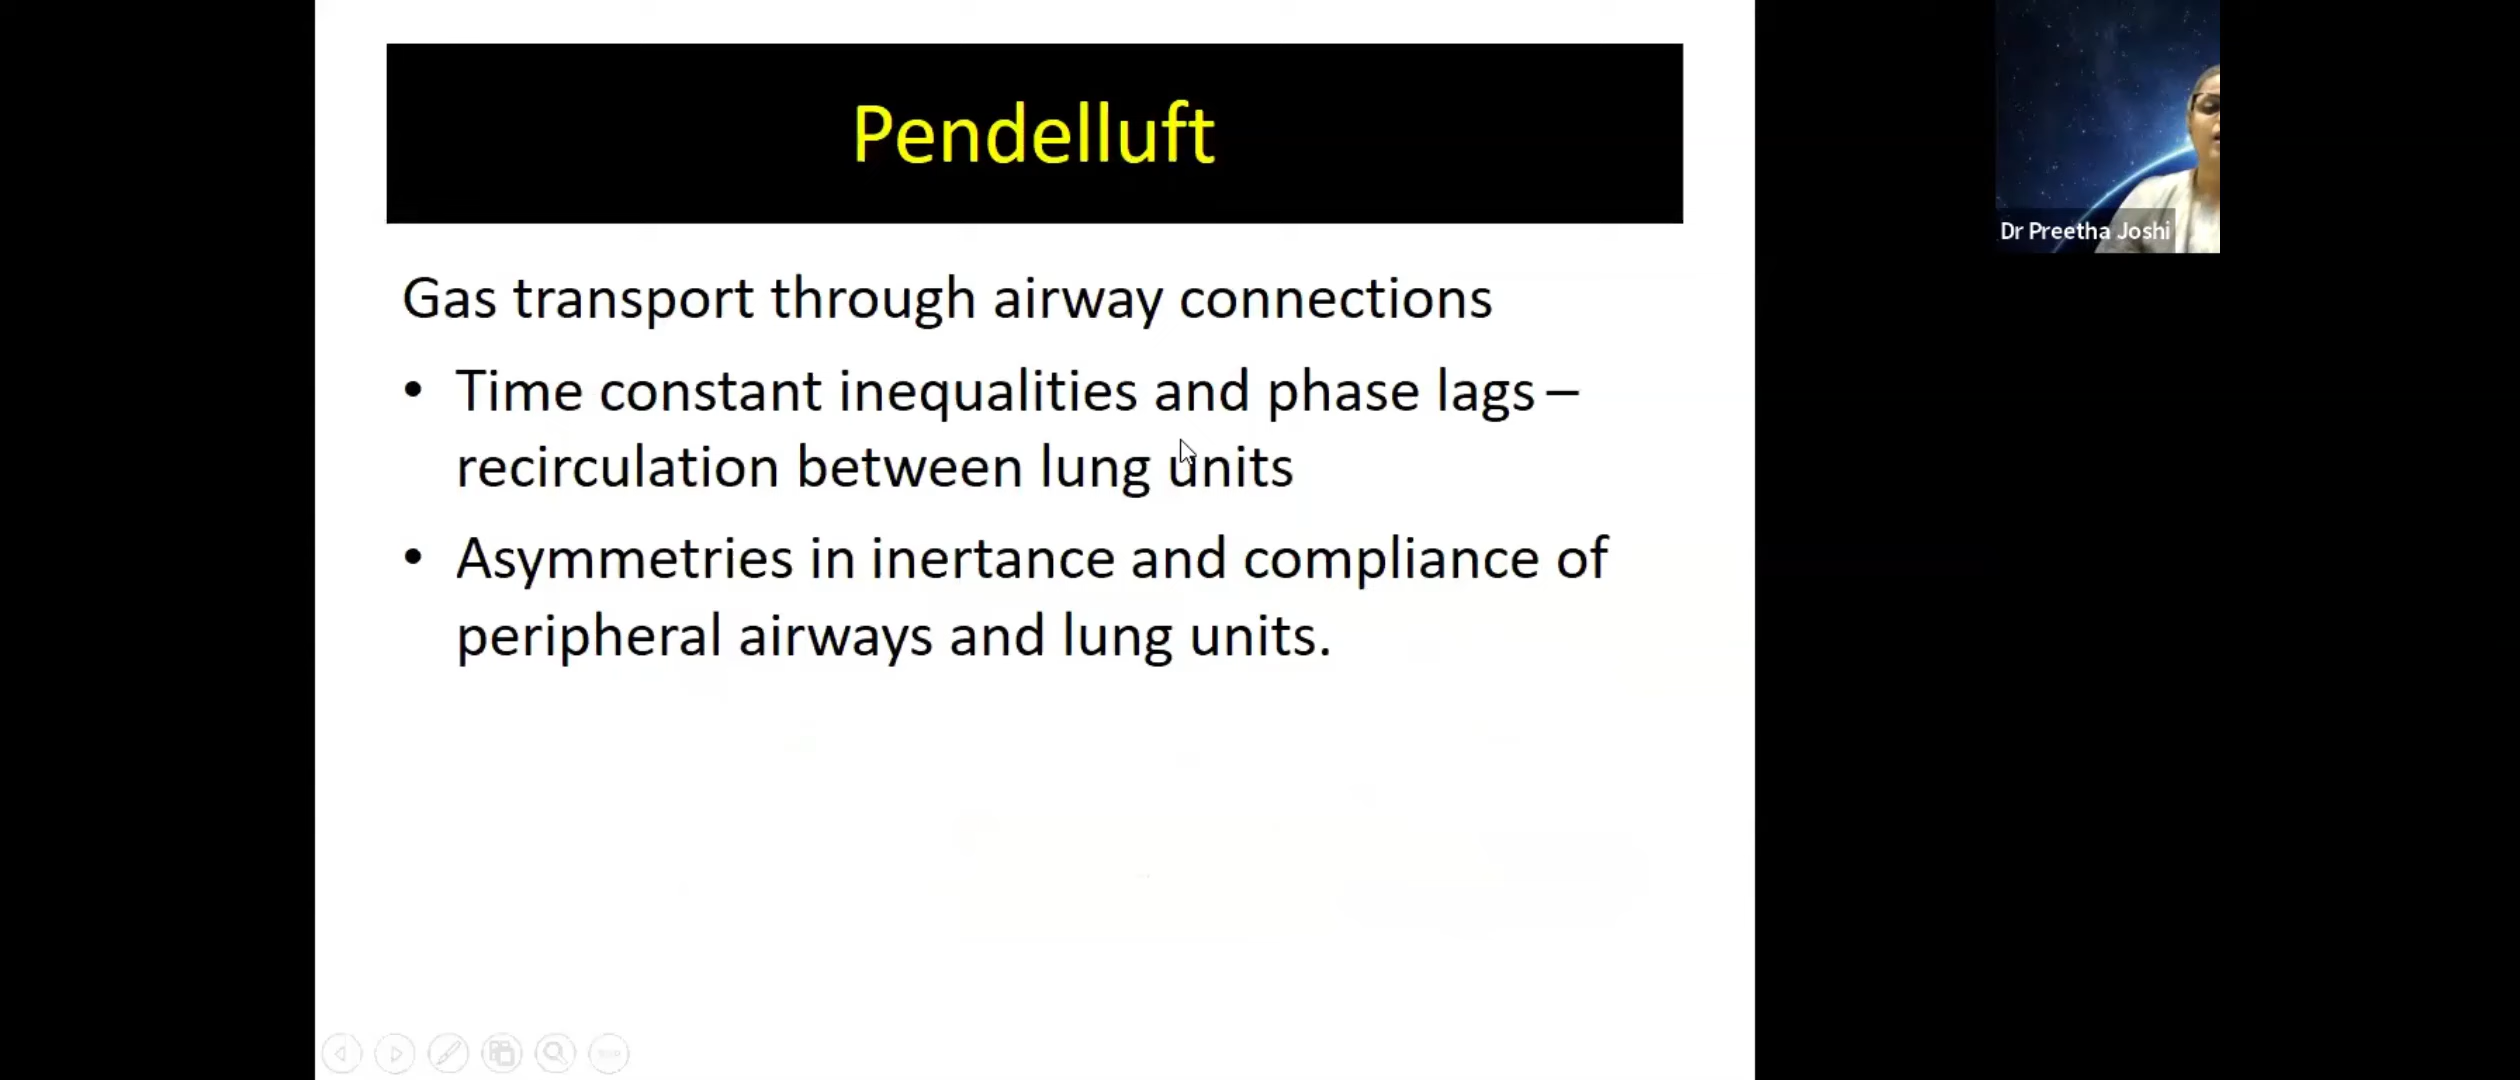 Pendelluft
Dr Preetha Joshi
Gas transport through airway connections
• Time constant inequalities and phase lags –
recirculation between lung units
• Asymmetries in inertance and compliance of
peripheral airways and lung units.